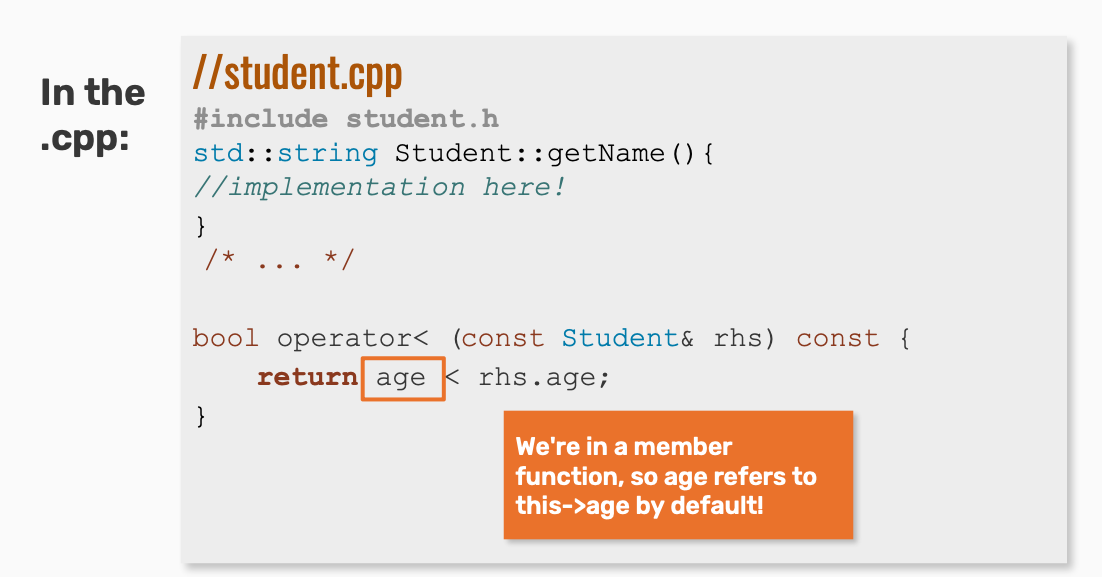 In the
.cpp:
//student.cpp
#include student.h
std::string Student::getName(){
//implementation here!
}
/* ... */
bool operator< (const Student& rhs) const {
return age < rhs.age;
}
We're in a member
function, so age refers to
this->age by default!